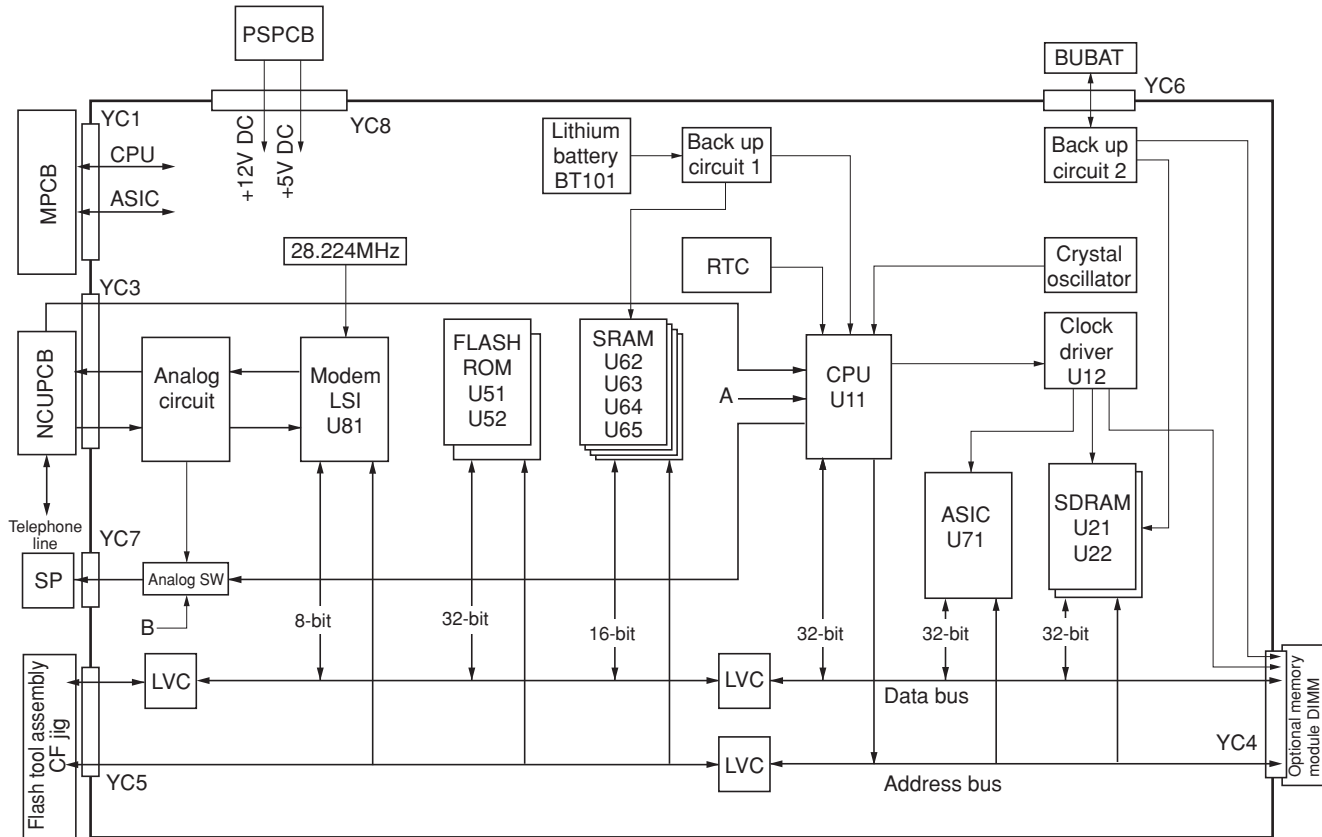 PSPCB
BUBAT
YC1
YC8
YC6
MPCB
CPU
ASIC
+12V DC
+5V DC
Lithium
battery
BT101
Back up
circuit 1
Back up
circuit 2
28.224MHz
RTC
Crystal
oscillator
YC3
NCUPCB
Analog
circuit
Modem
LSI
U81
FLASH
ROM
U51
U52
SRAM
U62
U63
U64
U65
A
CPU
U11
Clock
driver
U12
ASIC
U71
SDRAM
U21
U22
Telephone
line
YC7
SP
Analog SW
B
8-bit
32-bit
16-bit
32-bit
32-bit
32-bit
Flash tool assembly
CF jig
LVC
LVC
Data bus
LVC
Address bus
YC5
YC4
Optional memory
module DIMM